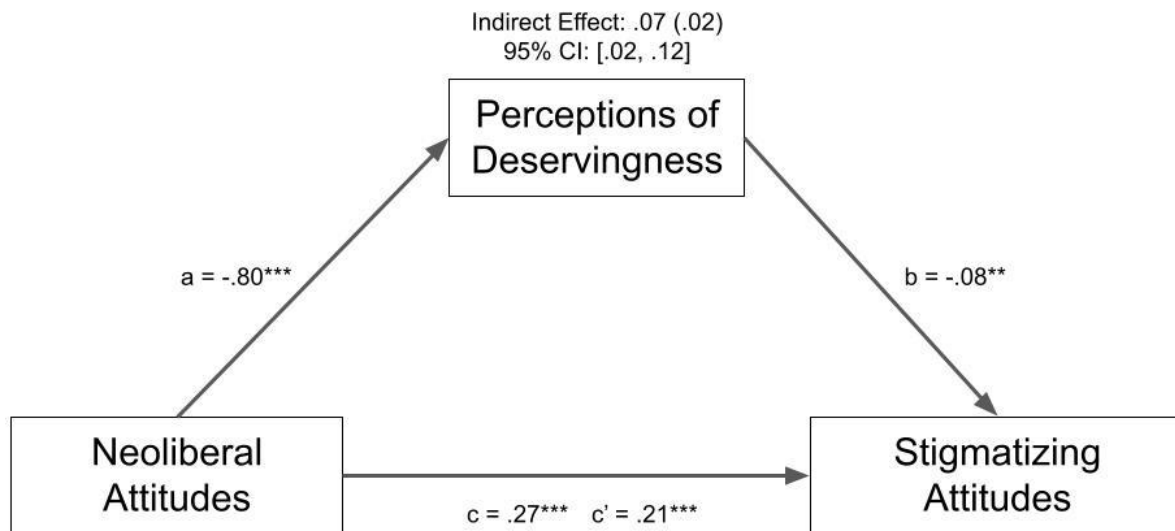 Indirect Effect: .07 (.02)
95% CI: [.02, .12]
Perceptions of
Deservingness
a = -.80***
b = -.08**
Neoliberal
Attitudes
Stigmatizing
Attitudes
c = .27*** c’ = .21***